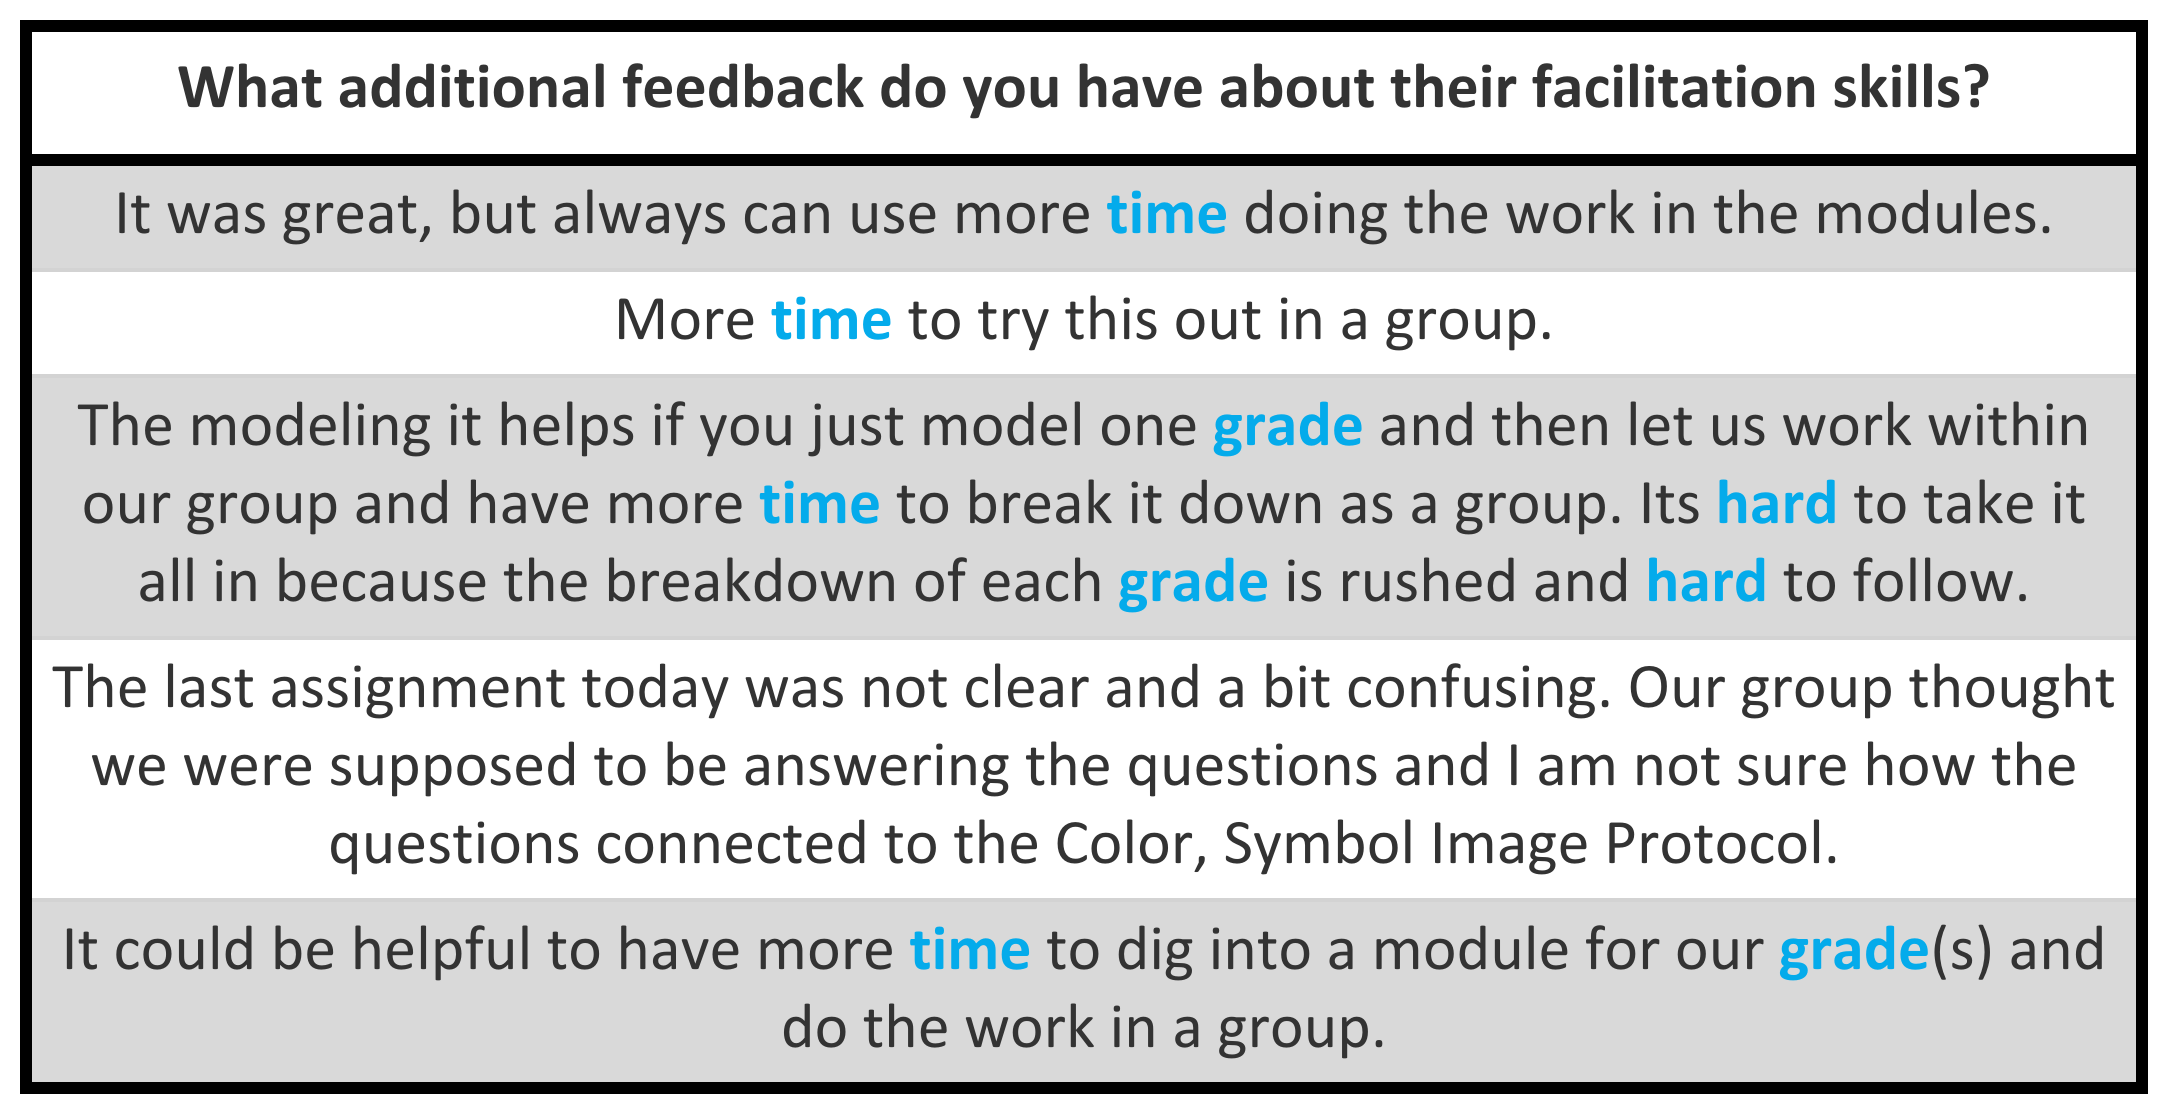 What additional feedback do you have about their facilitation skills?
It was great, but always can use more time doing the work in the modules.
More time to try this out in a group.
The modeling it helps if you just model one grade and then let us work within
our group and have more time to break it down as a group. Its hard to take it
all in because the breakdown of each grade is rushed and hard to follow.
The last assignment today was not clear and a bit confusing. Our group thought
we were supposed to be answering the questions and I am not sure how the
questions connected to the Color, Symbol Image Protocol.
It could be helpful to have more time to dig into a module for our grade(s) and
do the work in a group.